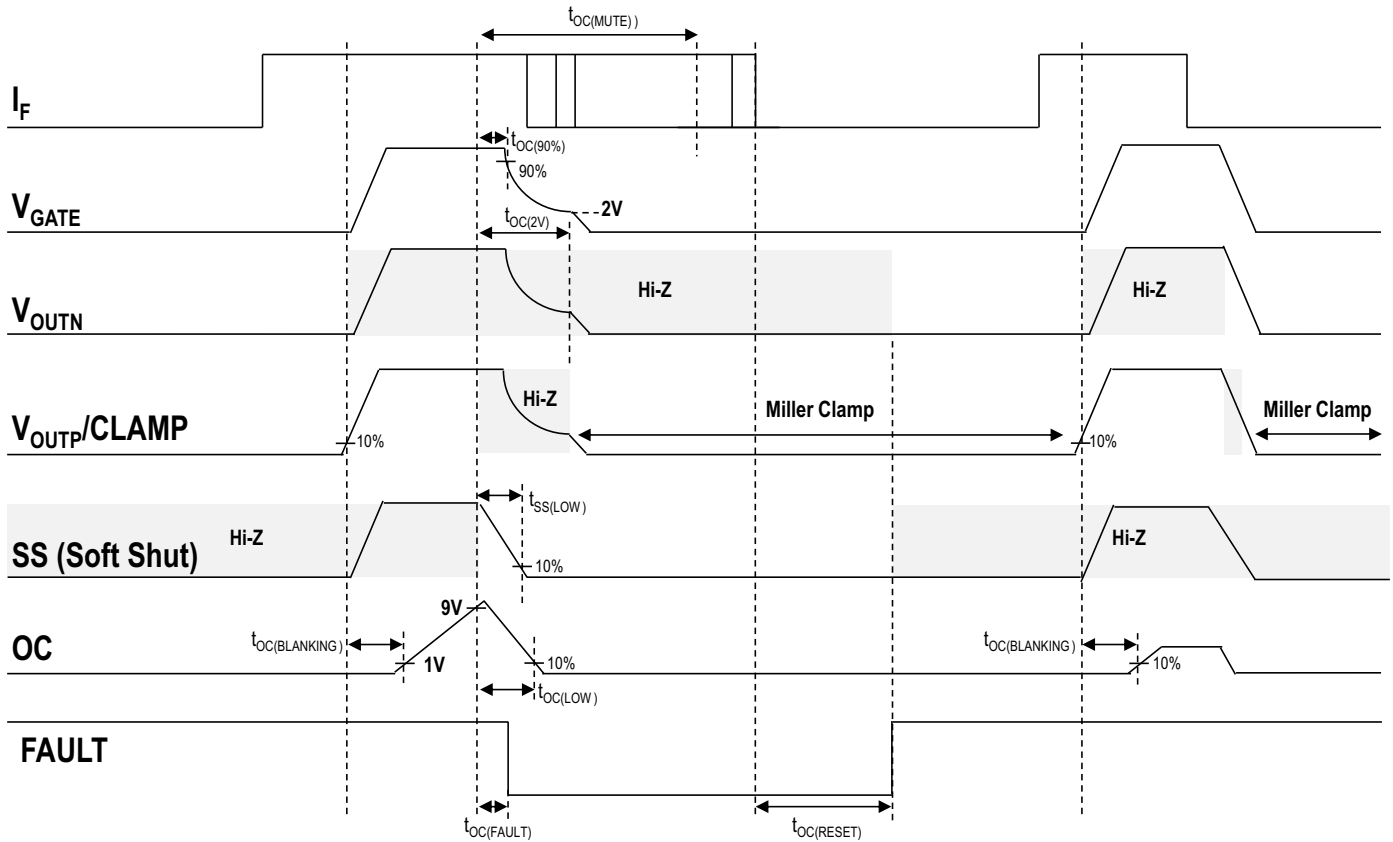 tOC(MUTE) )
IF
tOC(90%)
90%
VGATE
2V
tOC(2V)
Hi-Z
Hi-Z
VOUTN
Hi-Z
Miller Clamp
Miller Clamp
VOUTP/CLAMP
10%
10%
tSS(LOW )
Hi-Z
Hi-Z
SS (Soft Shut)
10%
9V
tOC(BLANKING)
tOC(BLANKING)
OC
1V
10%
10%
tOC(LOW )
FAULT
tOC(FAULT)
tOC(RESET)